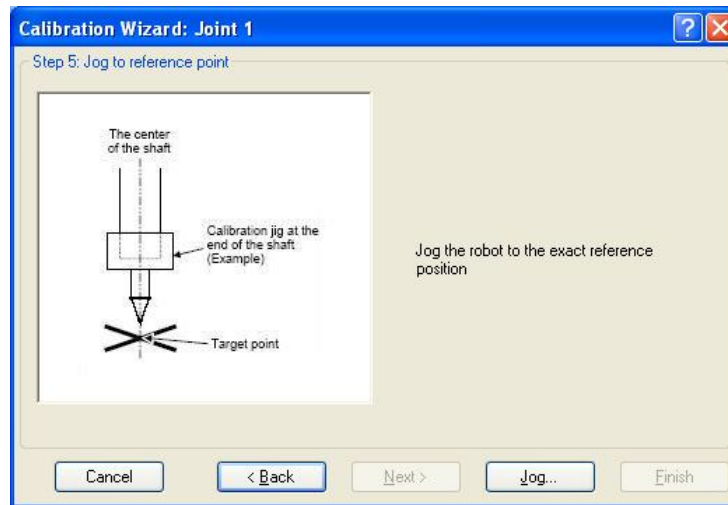 Calibration Wizard: Joint 1
Step 5: Jog to reference point
The center
of the shaft
Calibration jig at the
end of the shaft
(Example)
Target point
Jog the robot to the exact reference
position
Cancel
< Back
Next >
Jog...
Finish